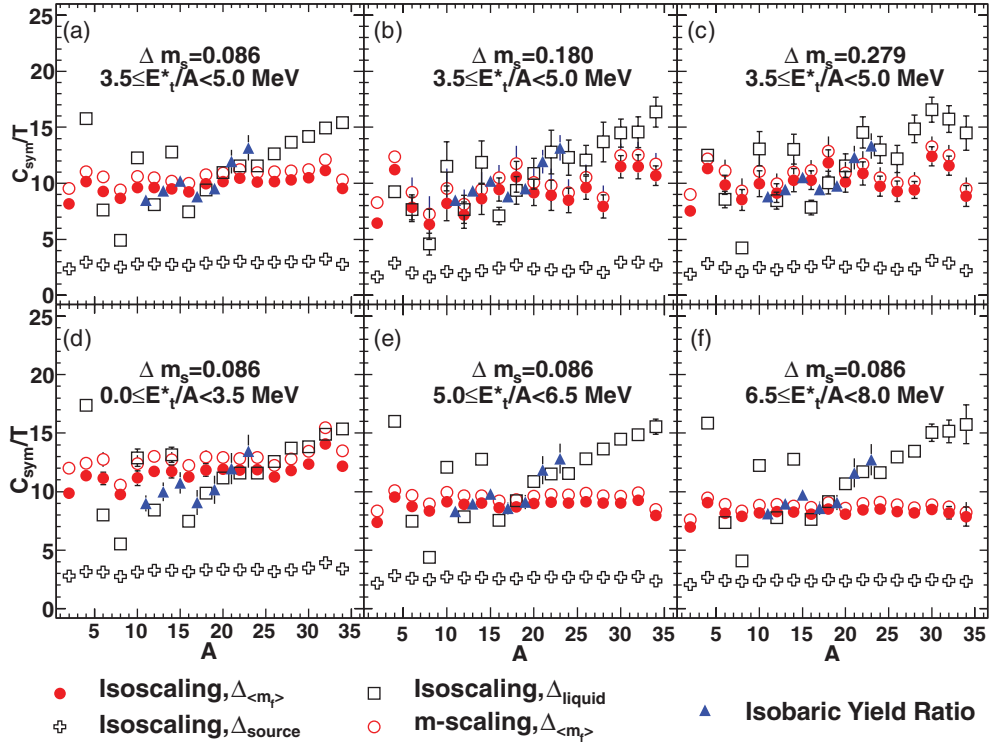 (a) Δ m_s=0.086 3.5≤E*_t/A<5.0 MeV
(b) Δ m_s=0.180 3.5≤E*_t/A<5.0 MeV
(c) Δ m_s=0.279 3.5≤E*_t/A<5.0 MeV
C_sym/T
25
20
15
10
5
0
(d) Δ m_s=0.086 0.0≤E*_t/A<3.5 MeV
(e) Δ m_s=0.086 5.0≤E*_t/A<6.5 MeV
(f) Δ m_s=0.086 6.5≤E*_t/A<8.0 MeV
C_sym/T
25
20
15
10
5
0
5 10 15 20 25 30 35
5 10 15 20 25 30 35
5 10 15 20 25 30 35
A A A
Isoscaling,Δ_<m_f>
Isoscaling,Δ_liquid
Isobaric Yield Ratio
Isoscaling,Δ_source
m-scaling,Δ_<m_f>